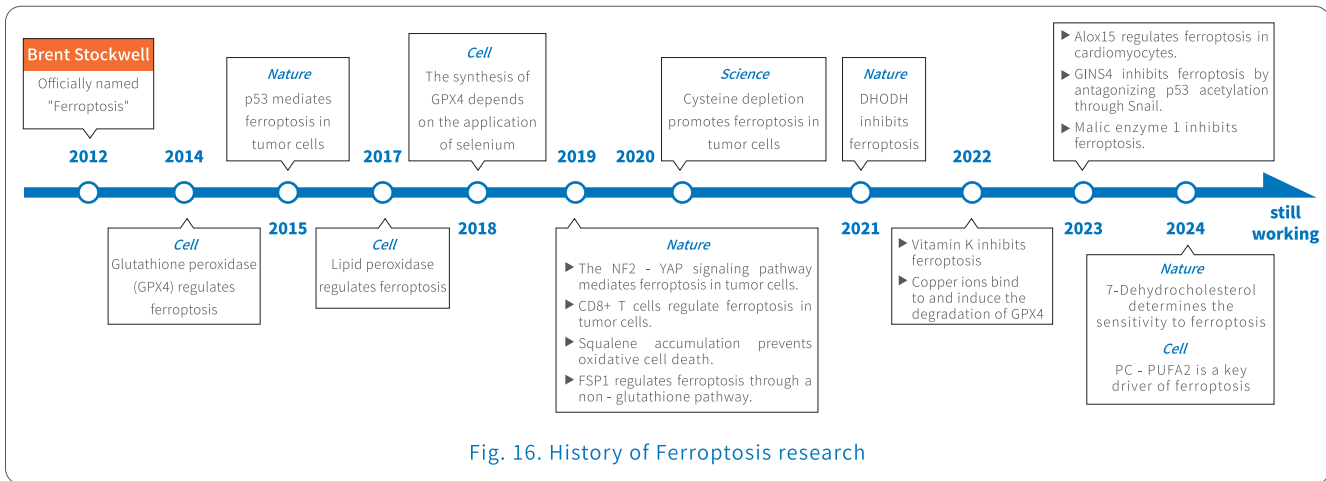 Brent Stockwell
Officially named
"Ferroptosis"
2012
2014
Cell
Glutathione peroxidase
(GPX4) regulates
ferroptosis
Nature
p53 mediates
ferroptosis in
tumor cells
2015
2017
Cell
Lipid peroxidase
regulates ferroptosis
Cell
The synthesis of
GPX4 depends
on the application
of selenium
2018
2019
Nature
▶ The NF2 - YAP signaling pathway
mediates ferroptosis in tumor cells.
▶ CD8+ T cells regulate ferroptosis in
tumor cells.
▶ Squalene accumulation prevents
oxidative cell death.
▶ FSP1 regulates ferroptosis through a
non - glutathione pathway.
2020
Science
Cysteine depletion
promotes ferroptosis in
tumor cells
Nature
DHODH
inhibits
ferroptosis
2021
2022
▶ Vitamin K inhibits
ferroptosis
▶ Copper ions bind
to and induce the
degradation of GPX4
▶ Alox15 regulates ferroptosis in
cardiomyocytes.
▶ GINS4 inhibits ferroptosis by
antagonizing p53 acetylation
through Snail.
▶ Malic enzyme 1 inhibits
ferroptosis.
2023
2024
Nature
7-Dehydrocholesterol
determines the
sensitivity to ferroptosis
Cell
PC - PUFA2 is a key
driver of ferroptosis
still
working
Fig. 16. History of Ferroptosis research